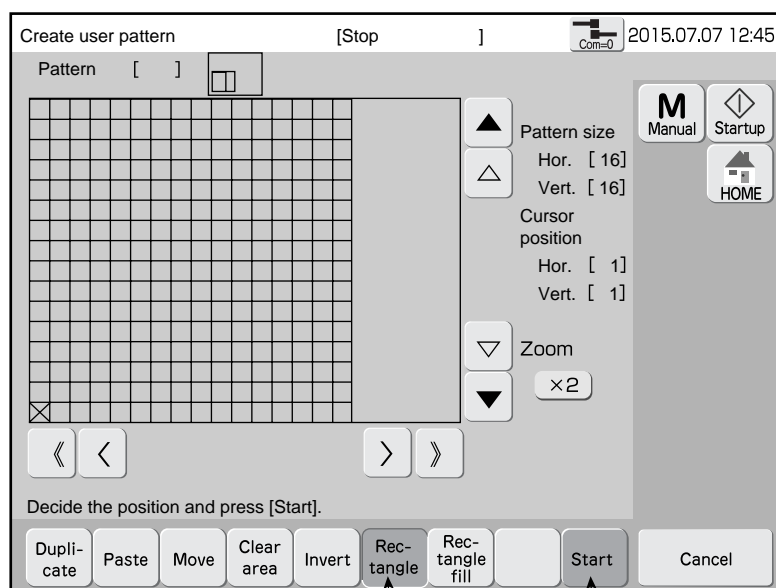 Create user pattern [Stop ] Com=0 2015.07.07 12:45
Pattern [ ]
M
Manual
Startup
HOME
Pattern size
Hor. [ 16]
Vert. [ 16]
Cursor
position
Hor. [ 1]
Vert. [ 1]
Zoom
×2
《 〈 〉 》
Decide the position and press [Start].
Dupli-
cate
Paste
Move
Clear
area
Invert
Rec-
tangle
Rec-
tangle
fill
Start
Cancel